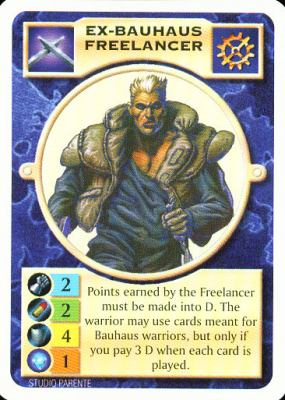 EX-BAUHAUS
FREELANCER
2
2
4
1
Points earned by the Freelancer
must be made into D. The
warrior may use cards meant for
Bauhaus warriors, but only if
you pay 3 D when each card is
played.
STUDIO PARENTE